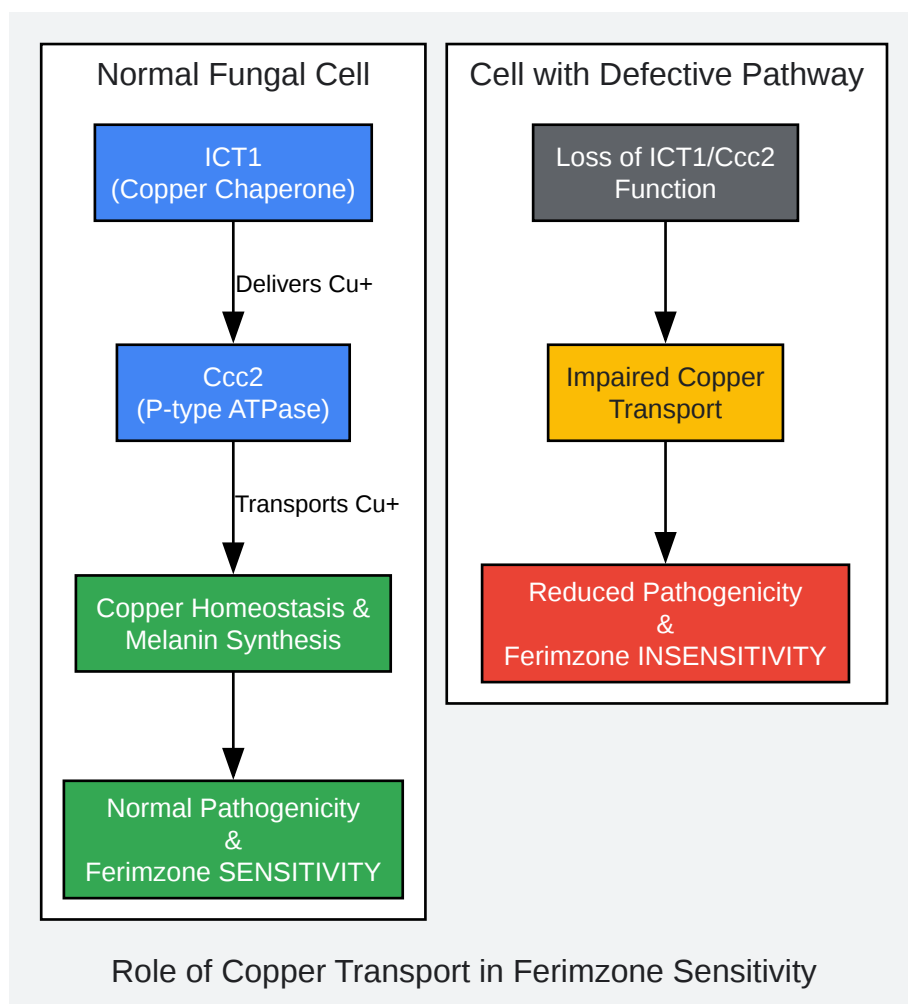 Normal Fungal Cell
ICT1
(Copper Chaperone)
Delivers Cu+
Ccc2
(P-type ATPase)
Transports Cu+
Copper Homeostasis &
Melanin Synthesis
Normal Pathogenicity
&
Ferimzone SENSITIVITY
Cell with Defective Pathway
Loss of ICT1/Ccc2
Function
Impaired Copper
Transport
Reduced Pathogenicity
&
Ferimzone INSENSITIVITY
Role of Copper Transport in Ferimzone Sensitivity